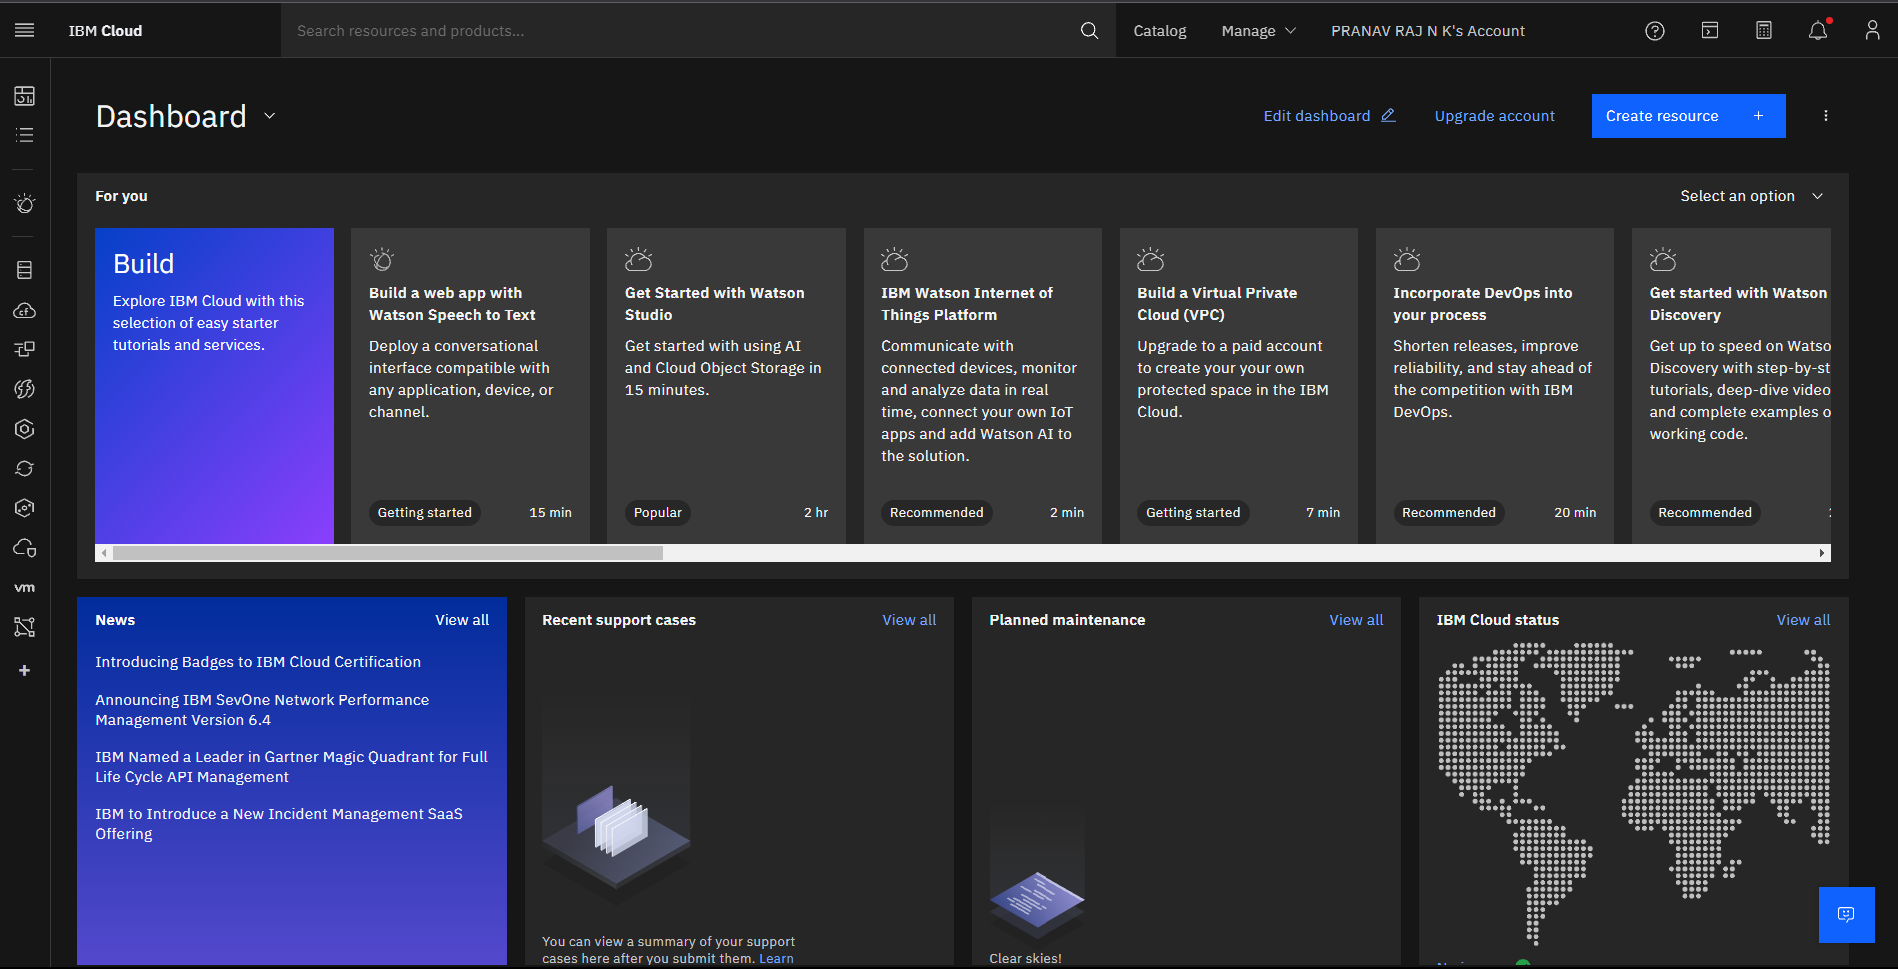 IBM Cloud
Search resources and products...
Catalog
Manage
PRANAV RAJ N K's Account
Dashboard
Edit dashboard
Upgrade account
Create resource +
For you
Select an option
Build
Explore IBM Cloud with this
selection of easy starter
tutorials and services.
Build a web app with
Watson Speech to Text
Deploy a conversational
interface compatible with
any application, device, or
channel.
Getting started
15 min
Get Started with Watson
Studio
Get started with using AI
and Cloud Object Storage in
15 minutes.
Popular
2 hr
IBM Watson Internet of
Things Platform
Communicate with
connected devices, monitor
and analyze data in real
time, connect your own IoT
apps and add Watson AI to
the solution.
Recommended
2 min
Build a Virtual Private
Cloud (VPC)
Upgrade to a paid account
to create your your own
protected space in the IBM
Cloud.
Getting started
7 min
Incorporate DevOps into
your process
Shorten releases, improve
reliability, and stay ahead of
the competition with IBM
DevOps.
Recommended
20 min
Get started with Watson
Discovery
Get up to speed on Watso
Discovery with step-by-st
tutorials, deep-dive video
and complete examples o
working code.
Recommended
cf
vm
News
View all
Introducing Badges to IBM Cloud Certification
Announcing IBM SevOne Network Performance
Management Version 6.4
IBM Named a Leader in Gartner Magic Quadrant for Full
Life Cycle API Management
IBM to Introduce a New Incident Management SaaS
Offering
Recent support cases
View all
You can view a summary of your support
cases here after you submit them. Learn
Planned maintenance
View all
Clear skies!
IBM Cloud status
View all